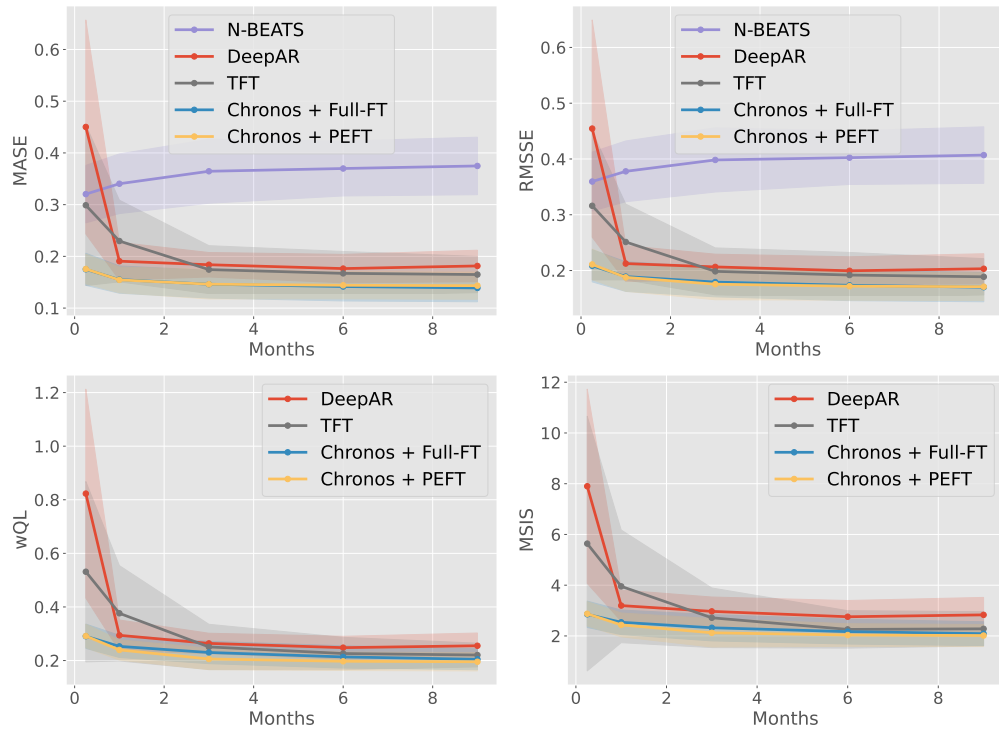 0.6
0.5
0.4
0.3
0.2
0.1
MASE
0 2 4 6 8
Months
N-BEATS
DeepAR
TFT
Chronos + Full-FT
Chronos + PEFT
0.6
0.5
0.4
0.3
0.2
RMSSE
0 2 4 6 8
Months
N-BEATS
DeepAR
TFT
Chronos + Full-FT
Chronos + PEFT
1.2
1.0
0.8
0.6
0.4
0.2
wQL
0 2 4 6 8
Months
DeepAR
TFT
Chronos + Full-FT
Chronos + PEFT
12
10
8
6
4
2
MSIS
0 2 4 6 8
Months
DeepAR
TFT
Chronos + Full-FT
Chronos + PEFT